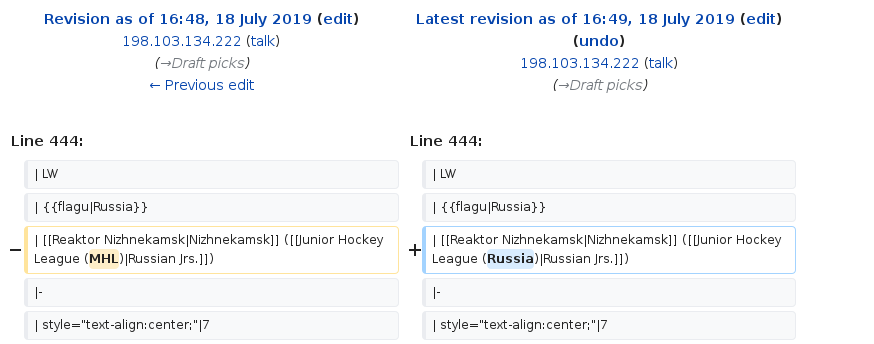 Revision as of 16:48, 18 July 2019 (edit)
198.103.134.222 (talk)
(→Draft picks)
← Previous edit
Latest revision as of 16:49, 18 July 2019 (edit)
(undo)
198.103.134.222 (talk)
(→Draft picks)
Line 444:
Line 444:
| LW
| LW
| {{flagu|Russia}}
| {{flagu|Russia}}
− | [[Reaktor Nizhnekamsk|Nizhnekamsk]] ([[Junior Hockey
League (MHL)|Russian Jrs.]])
+ | [[Reaktor Nizhnekamsk|Nizhnekamsk]] ([[Junior Hockey
League (Russia)|Russian Jrs.]])
|-
|-
| style="text-align:center;"|7
| style="text-align:center;"|7